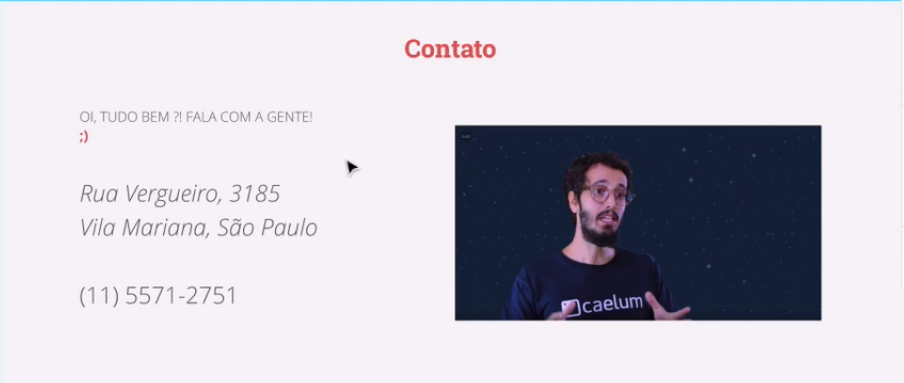 Contato
OI, TUDO BEM ?! FALA COM A GENTE!
;)
Rua Vergueiro, 3185
Vila Mariana, São Paulo
(11) 5571-2751
caelum